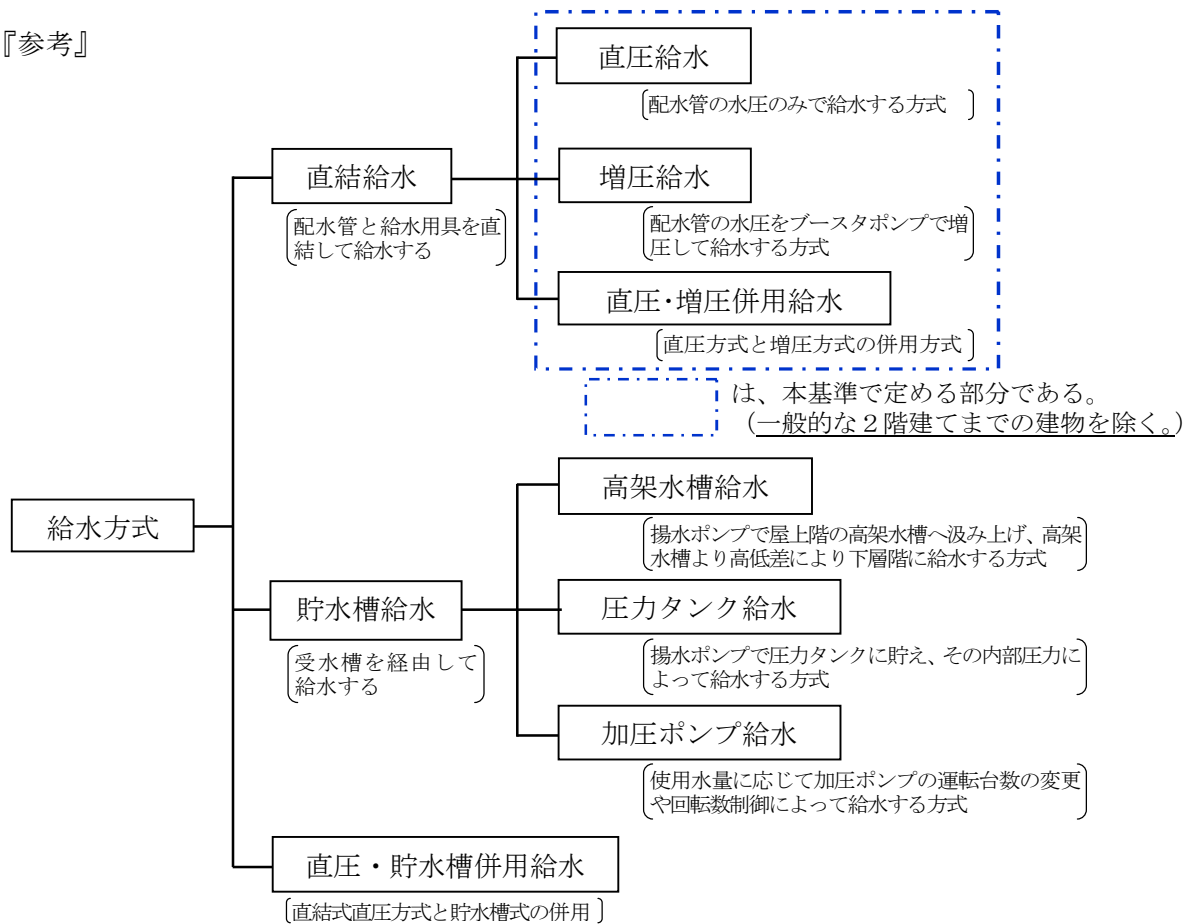 『参考』
直圧給水
配水管の水圧のみで給水する方式
直結給水
配水管と給水用具を直
結して給水する
増圧給水
配水管の水圧をブースタポンプで増
圧して給水する方式
直圧・増圧併用給水
直圧方式と増圧方式の併用方式
は、本基準で定める部分である。
(一般的な２階建てまでの建物を除く。)
給水方式
高架水槽給水
揚水ポンプで屋上階の高架水槽へ汲み上げ、高架
水槽より高低差により下層階に給水する方式
貯水槽給水
受水槽を経由して
給水する
圧力タンク給水
揚水ポンプで圧力タンクに貯え、その内部圧力に
よって給水する方式
加圧ポンプ給水
使用水量に応じて加圧ポンプの運転台数の変更
や回転数制御によって給水する方式
直圧・貯水槽併用給水
直結式直圧方式と貯水槽式の併用